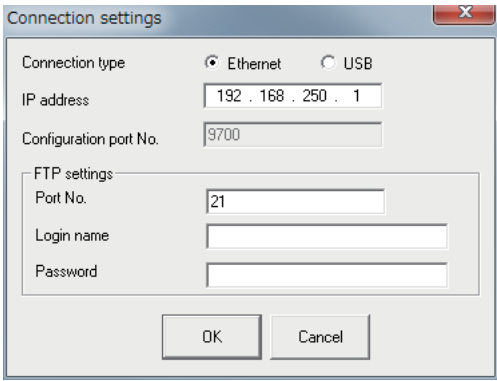 Connection settings
Connection type Ethernet USB
IP address 192 . 168 . 250 . 1
Configuration port No. 9700
FTP settings
Port No. 21
Login name
Password
OK Cancel